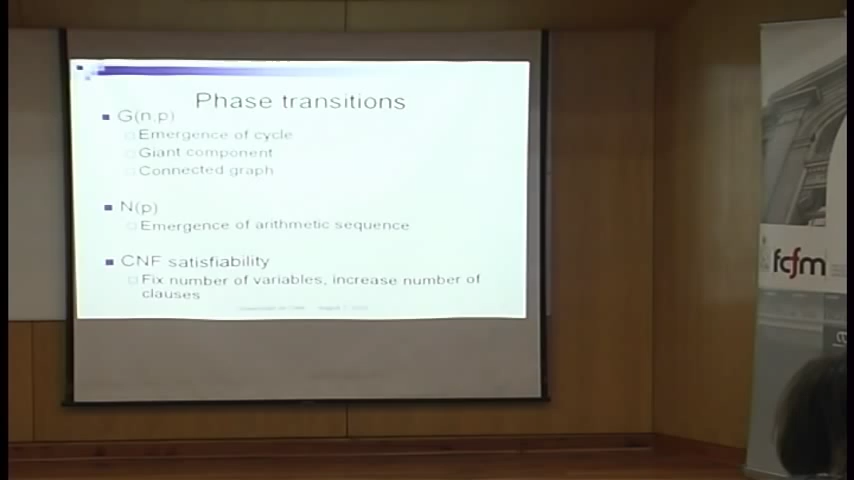 Phase transitions
G(n,p)
Emergence of cycle
Giant component
Connected graph
N(p)
Emergence of arithmetic sequence
CNF satisfiability
Fix number of variables, increase number of
clauses
fcfm